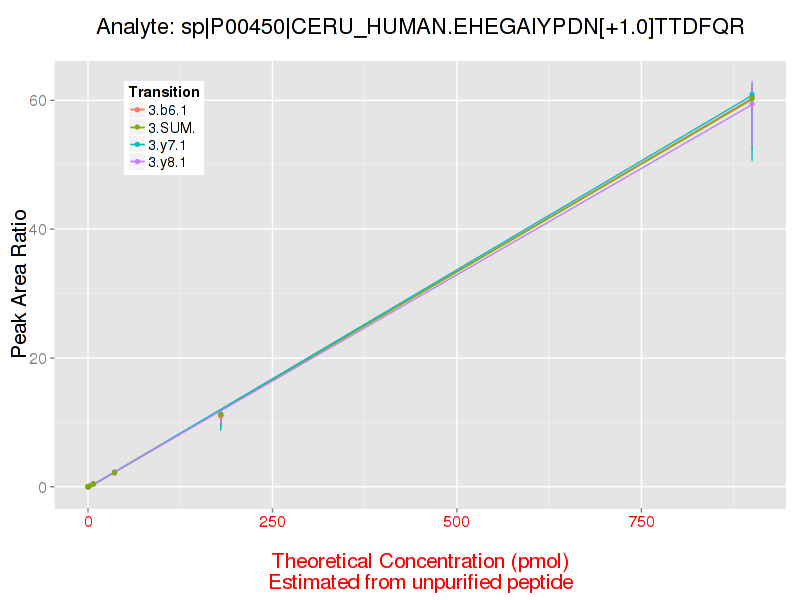 Analyte: sp|P00450|CERU_HUMAN.EHEGAIYPDN[+1.0]TTDFQR
Transition
3.b6.1
3.SUM.
3.y7.1
3.y8.1
Peak Area Ratio
60
40
20
0
0 250 500 750
Theoretical Concentration (pmol)
Estimated from unpurified peptide